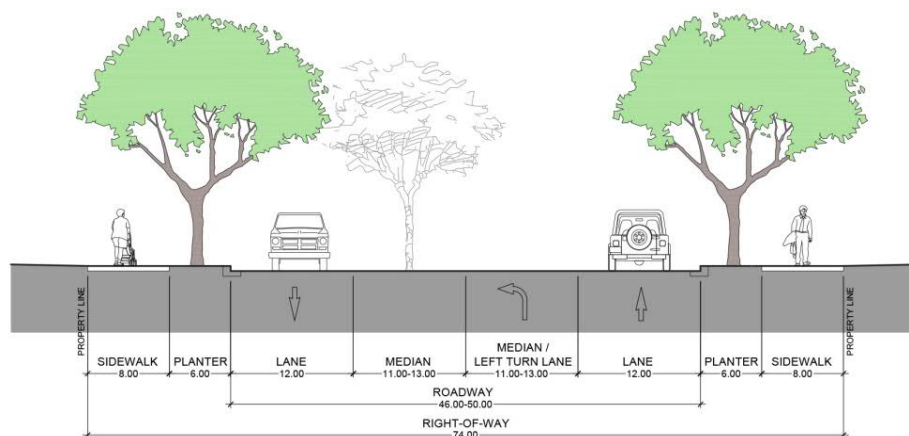 PROPERTY LINE
SIDEWALK
8.00
PLANTER
6.00
LANE
12.00
MEDIAN
11.00-13.00
MEDIAN /
LEFT TURN LANE
11.00-13.00
LANE
12.00
PLANTER
6.00
SIDEWALK
8.00
PROPERTY LINE
ROADWAY
46.00-50.00
RIGHT-OF-WAY
74.00